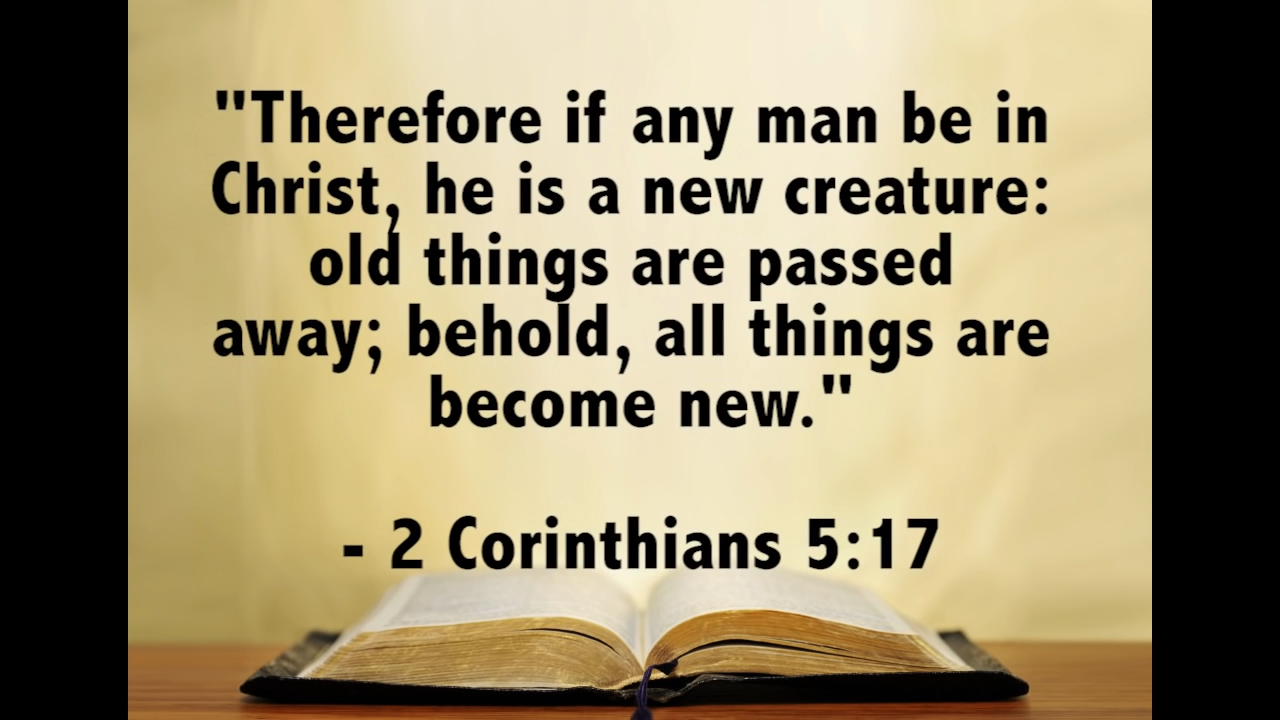 "Therefore if any man be in
Christ, he is a new creature:
old things are passed
away; behold, all things are
become new."
- 2 Corinthians 5:17